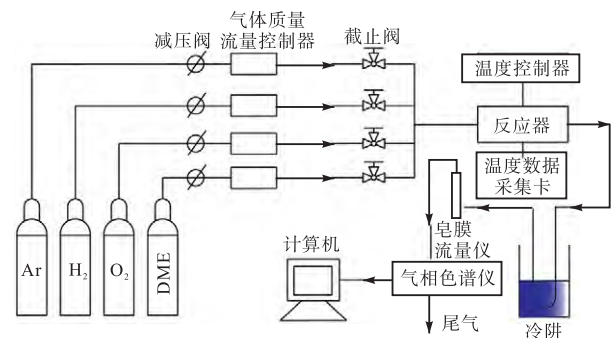 气体质量
流量控制器
减压阀
截止阀
温度控制器
反应器
温度数据
采集卡
皂膜
流量仪
计算机
气相色谱仪
尾气
冷阱
Ar
H₂
O₂
DME